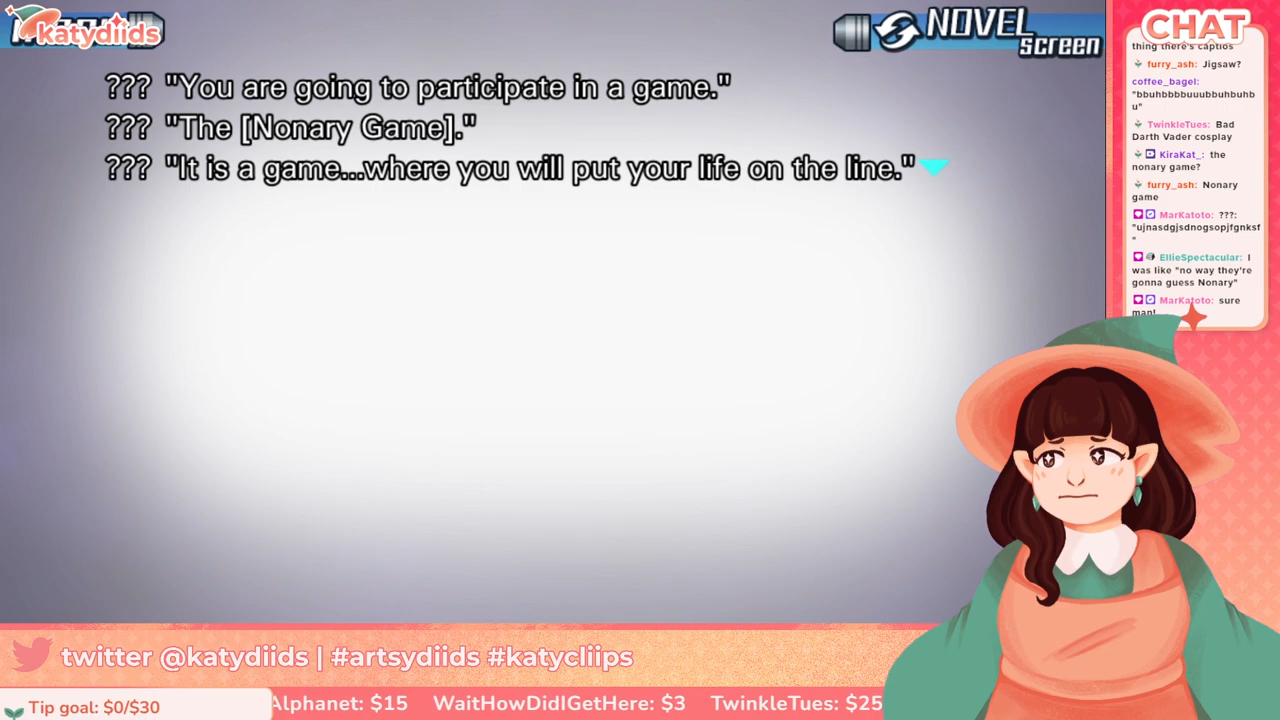 katydiids
NOVEL
screen
??? "You are going to participate in a game."
??? "The [Nonary Game]."
??? "It is a game...where you will put your life on the line."
CHAT
thing there's captios
furry_ash: Jigsaw?
coffee_bagel:
"bbuhbbbbuuubbuhbuhb
u"
TwinkleTues: Bad
Darth Vader cosplay
KiraKat_: the
nonary game?
furry_ash: Nonary
game
MarKatoto: ???:
"ujnasdgjsdnogsopjfgnksf
"
EllieSpectacular: I
was like "no way they're
gonna guess Nonary"
MarKatoto: sure
man!
twitter @katydiids | #artsydiids #katycliips
Tip goal: $0/$30
Alphanet: $15 WaitHowDidIGetHere: $3 TwinkleTues: $25